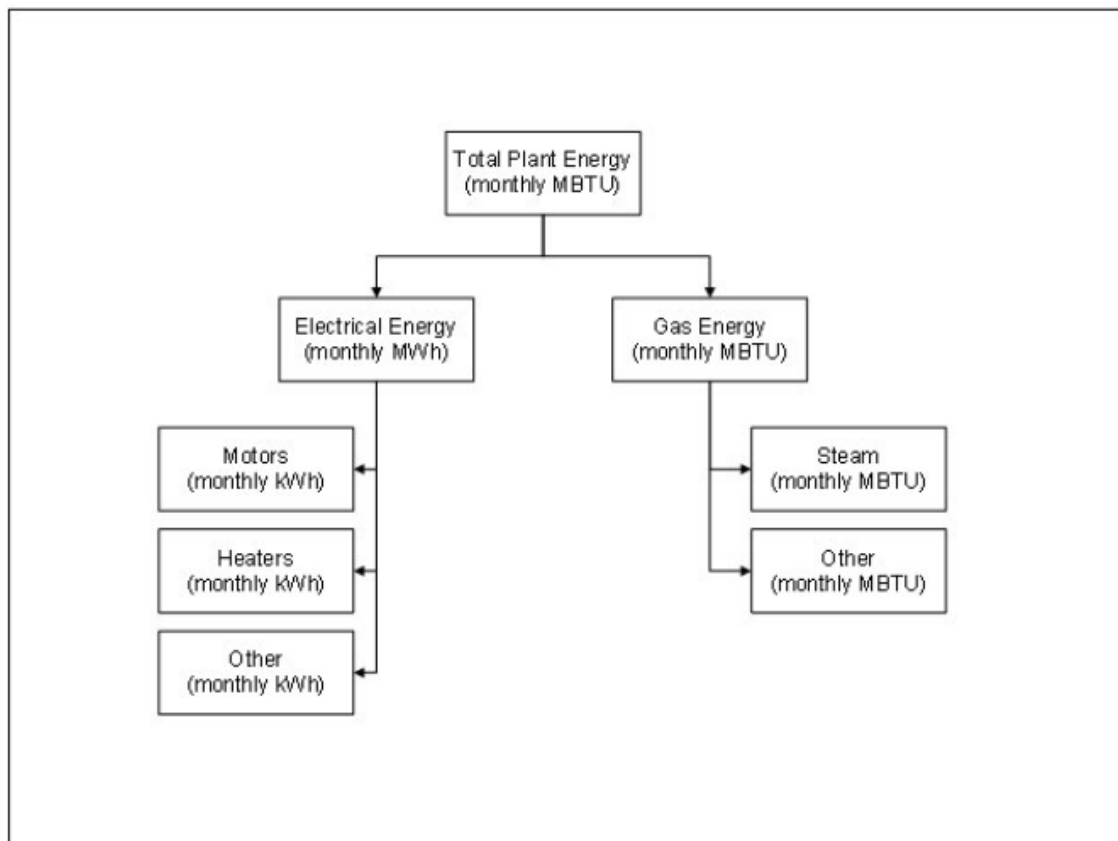 Total Plant Energy
(monthly MBTU)
Electrical Energy
(monthly MWh)
Gas Energy
(monthly MBTU)
Motors
(monthly kWh)
Heaters
(monthly kWh)
Other
(monthly kWh)
Steam
(monthly MBTU)
Other
(monthly MBTU)